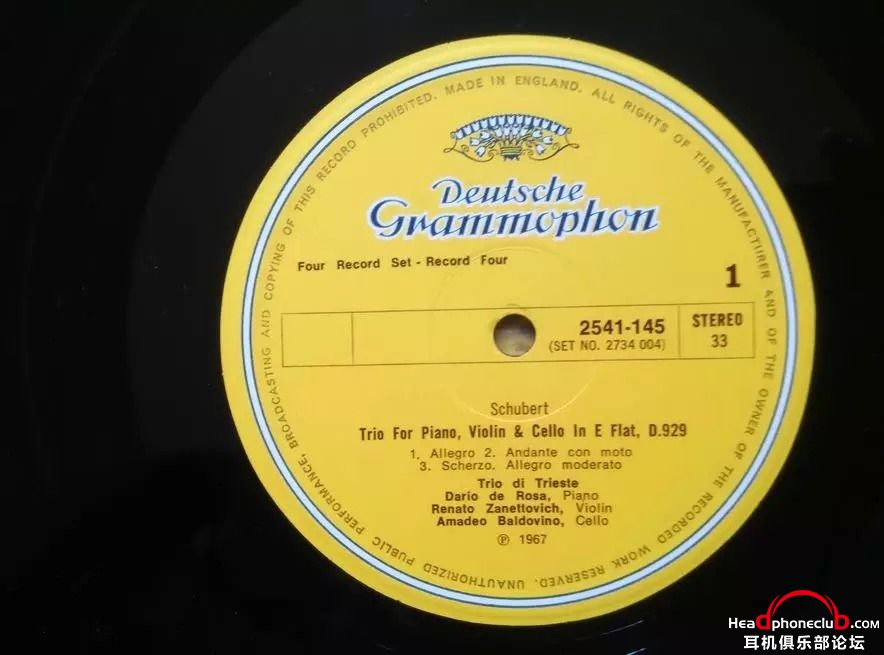 UNAUTHORIZED PUBLIC PERFORMANCE, BROADCASTING AND COPYING OF THIS RECORD PROHIBITED. MADE IN ENGLAND. ALL RIGHTS OF THE MANUFACTURER AND OF THE OWNER OF THE RECORDED WORK RESERVED.
Deutsche
Grammophon
Four Record Set - Record Four
1
2541-145
(SET NO. 2734 004)
STEREO
33
Schubert
Trio For Piano, Violin & Cello In E Flat, D.929
1. Allegro 2. Andante con moto
3. Scherzo. Allegro moderato
Trio di Trieste
Dario de Rosa, Piano
Renato Zanettovich, Violin
Amadeo Baldovino, Cello
℗ 1967
HeadphoneclubD.com
耳机俱乐部论坛